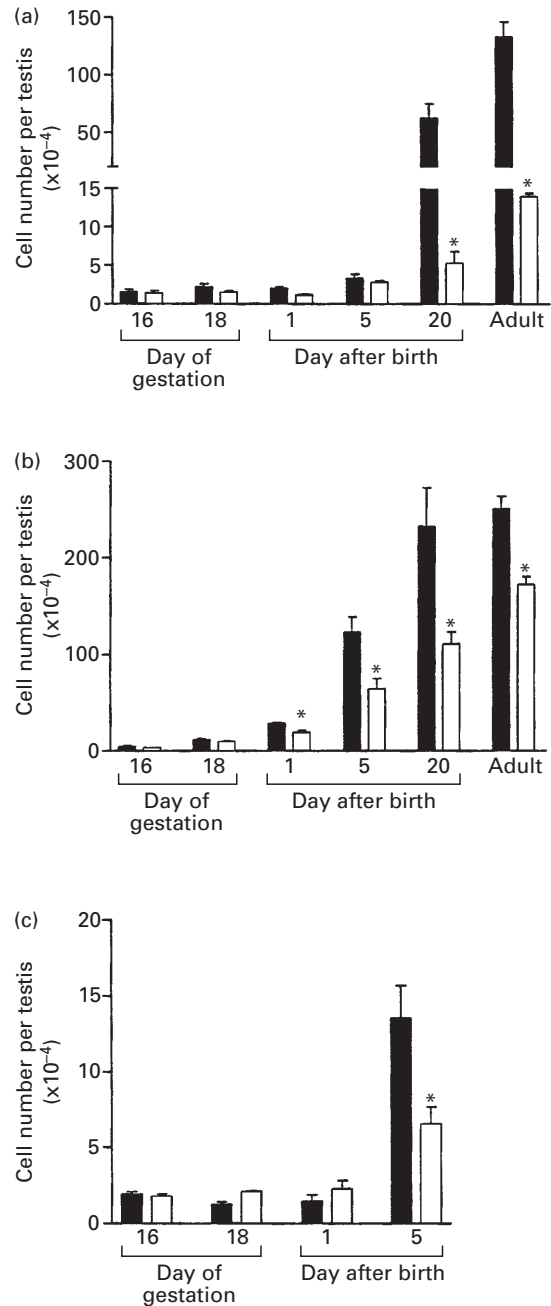 (a)
Cell number per testis
(x10⁻⁴)
150
100
50
15
10
5
0
*
*
16 18 1 5 20 Adult
Day of
gestation
Day after birth
(b)
Cell number per testis
(x10⁻⁴)
300
200
100
0
*
*
*
*
16 18 1 5 20 Adult
Day of
gestation
Day after birth
(c)
Cell number per testis
(x10⁻⁴)
20
15
10
5
0
*
16 18 1 5
Day of
gestation
Day after birth